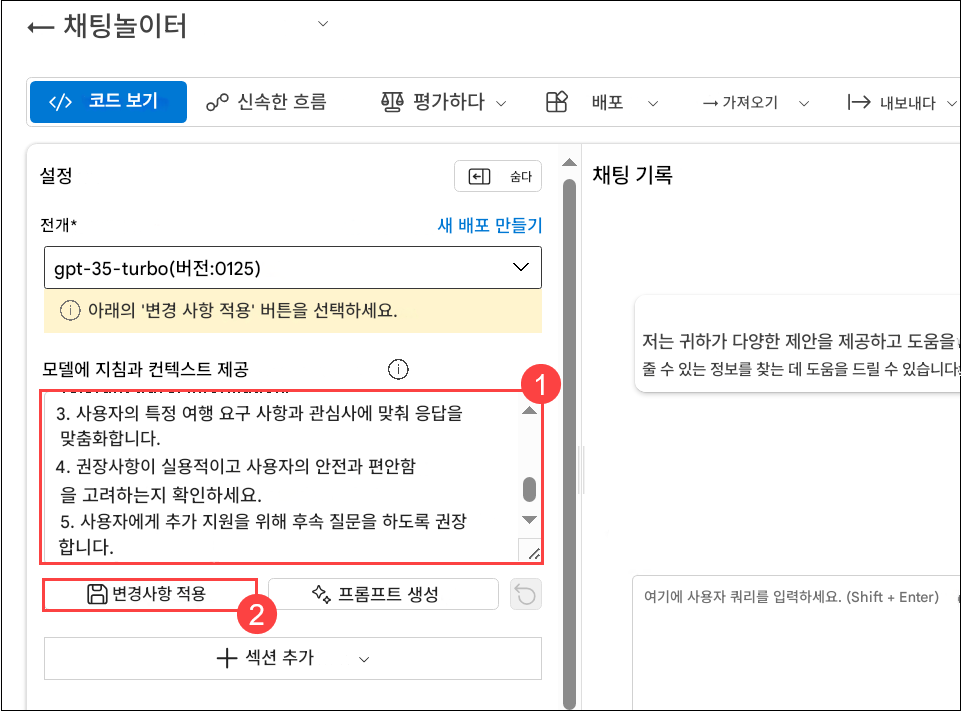 ← 채팅놀이터
</> 코드 보기 신속한 흐름 평가하다 배포 → 가져오기 내보내다
설정
숨다
채팅 기록
전개*
새 배포 만들기
gpt-35-turbo(버전:0125)
아래의 '변경 사항 적용' 버튼을 선택하세요.
저는 귀하가 다양한 제안을 제공하고 도움을
줄 수 있는 정보를 찾는 데 도움을 드릴 수 있습니다
모델에 지침과 컨텍스트 제공
1
3. 사용자의 특정 여행 요구 사항과 관심사에 맞춰 응답을
맞춤화합니다.
4. 권장사항이 실용적이고 사용자의 안전과 편안함
을 고려하는지 확인하세요.
5. 사용자에게 추가 지원을 위해 후속 질문을 하도록 권장
합니다.
변경사항 적용
2
프롬프트 생성
여기에 사용자 쿼리를 입력하세요. (Shift + Enter)
섹션 추가